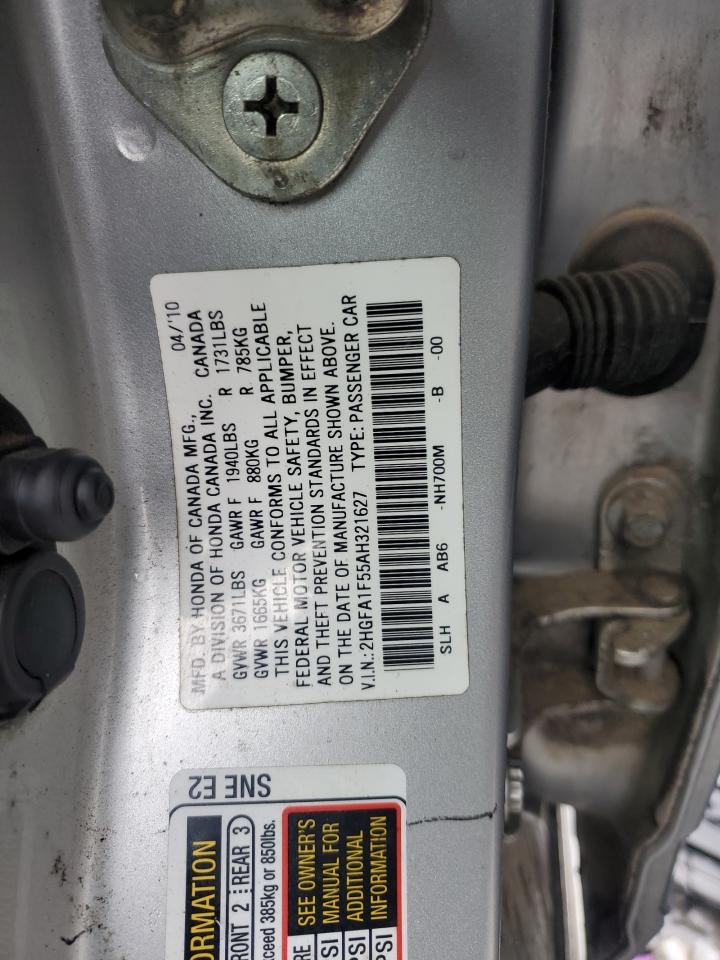 04/'10
MFD. BY HONDA OF CANADA MFG.,
A DIVISION OF HONDA CANADA INC. CANADA
GVWR 3671LBS GAWR F 1940LBS R 1731LBS
GVWR 1665KG GAWR F 880KG R 785KG
THIS VEHICLE CONFORMS TO ALL APPLICABLE
FEDERAL MOTOR VEHICLE SAFETY, BUMPER,
AND THEFT PREVENTION STANDARDS IN EFFECT
ON THE DATE OF MANUFACTURE SHOWN ABOVE.
V.I.N.:2HGFA1F55AH321627 TYPE: PASSENGER CAR
SLH A AB6 -NH700M -B -00
SNE E2
RONT 2 REAR 3
xceed 385kg or 850lbs.
SEE OWNER'S
MANUAL FOR
ADDITIONAL
INFORMATION
PSI
PSI